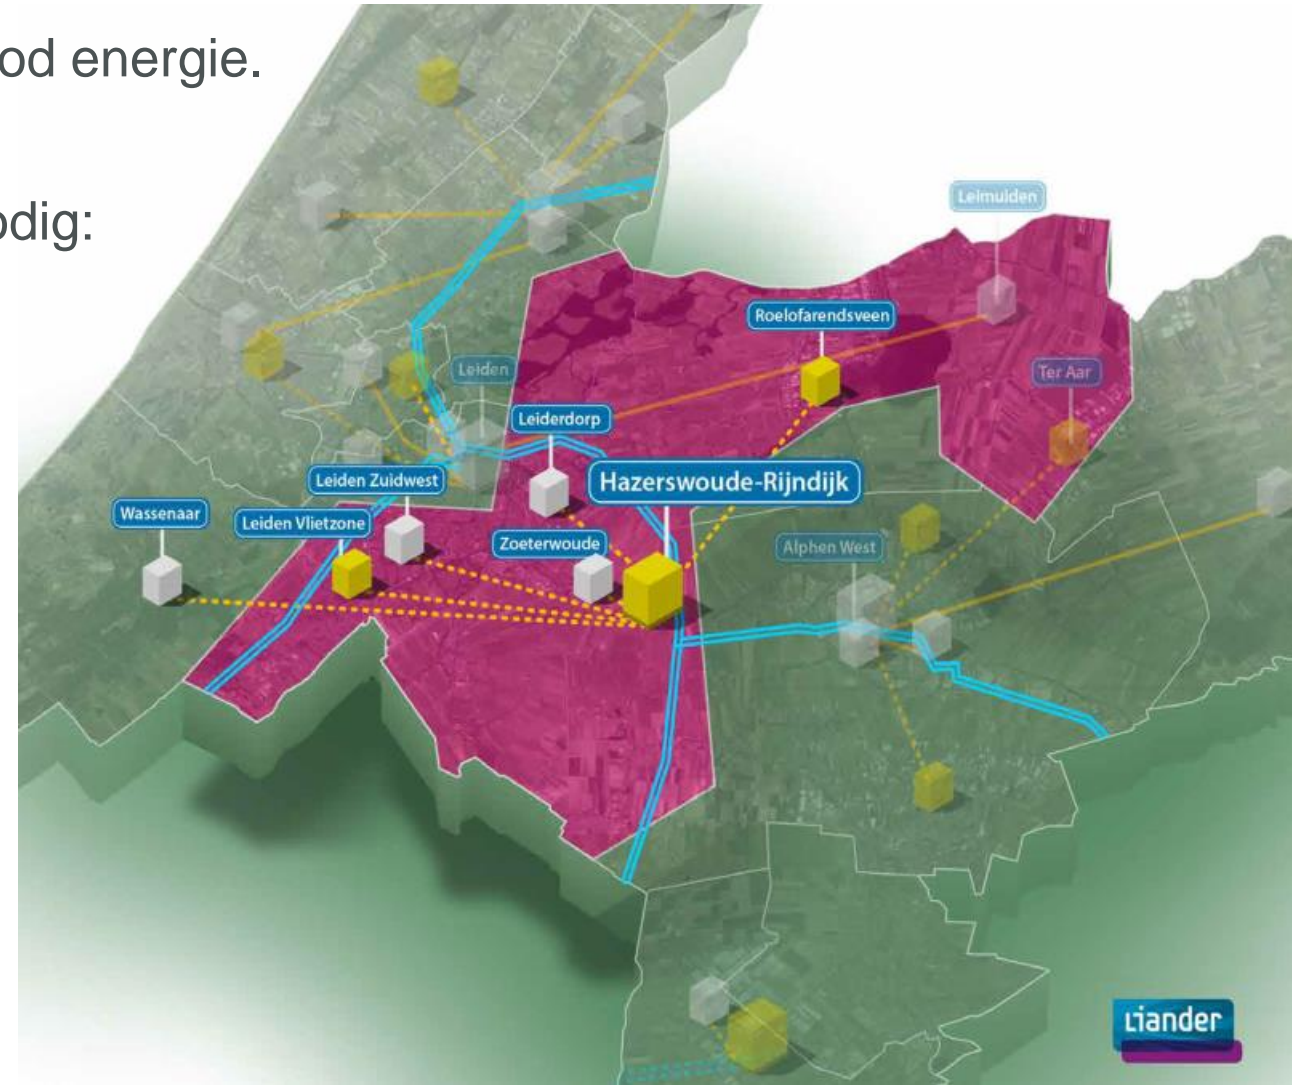 od energie.
odig:
Leimuiden
Roelofarendsveen
Leiden
Ter Aar
Leiderdorp
Leiden Zuidwest
Hazerswoude-Rijndijk
Wassenaar
Leiden Vlietzone
Zoeterwoude
Alphen West
Liander